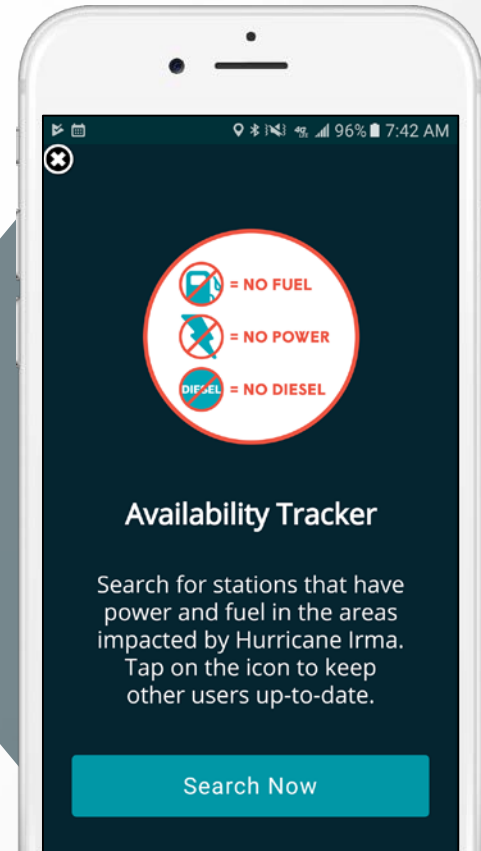 4G 96% 7:42 AM
= NO FUEL
= NO POWER
DIESEL = NO DIESEL
Availability Tracker
Search for stations that have
power and fuel in the areas
impacted by Hurricane Irma.
Tap on the icon to keep
other users up-to-date.
Search Now